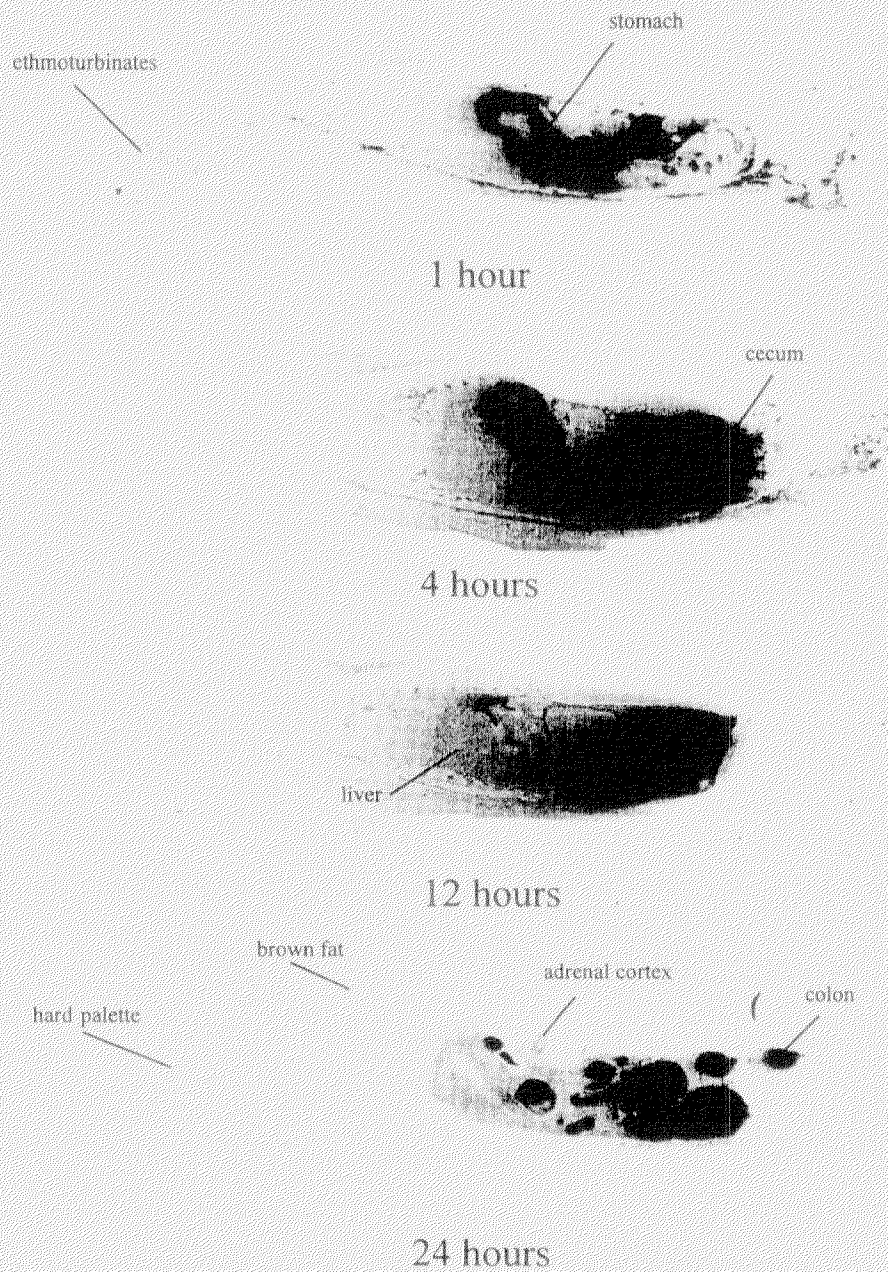 stomach
ethmoturbinates
1 hour
cecum
4 hours
liver
12 hours
brown fat
adrenal cortex
colon
hard palette
24 hours